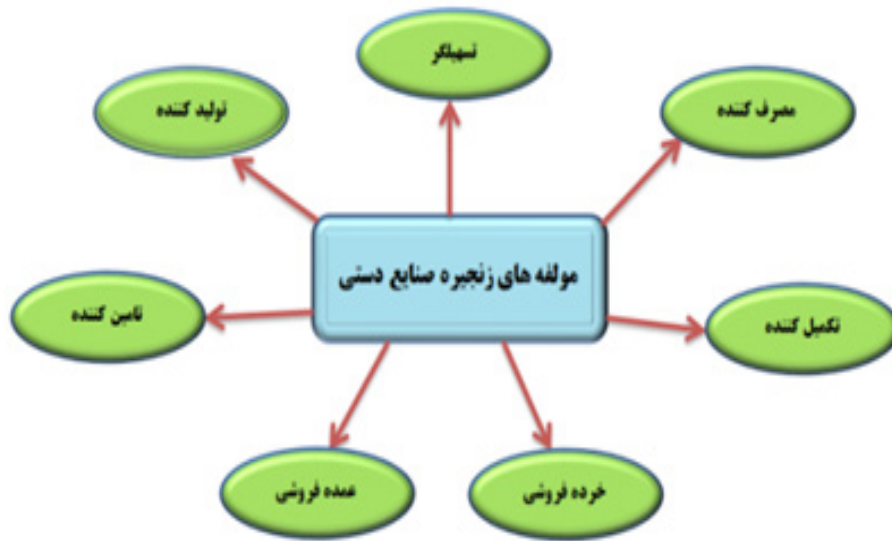 تسهیلگر
مصرف کننده
تولید کننده
مولفه های زنجیره صنایع دستی
تکمیل کننده
تامین کننده
خرده فروشی
عمده فروشی